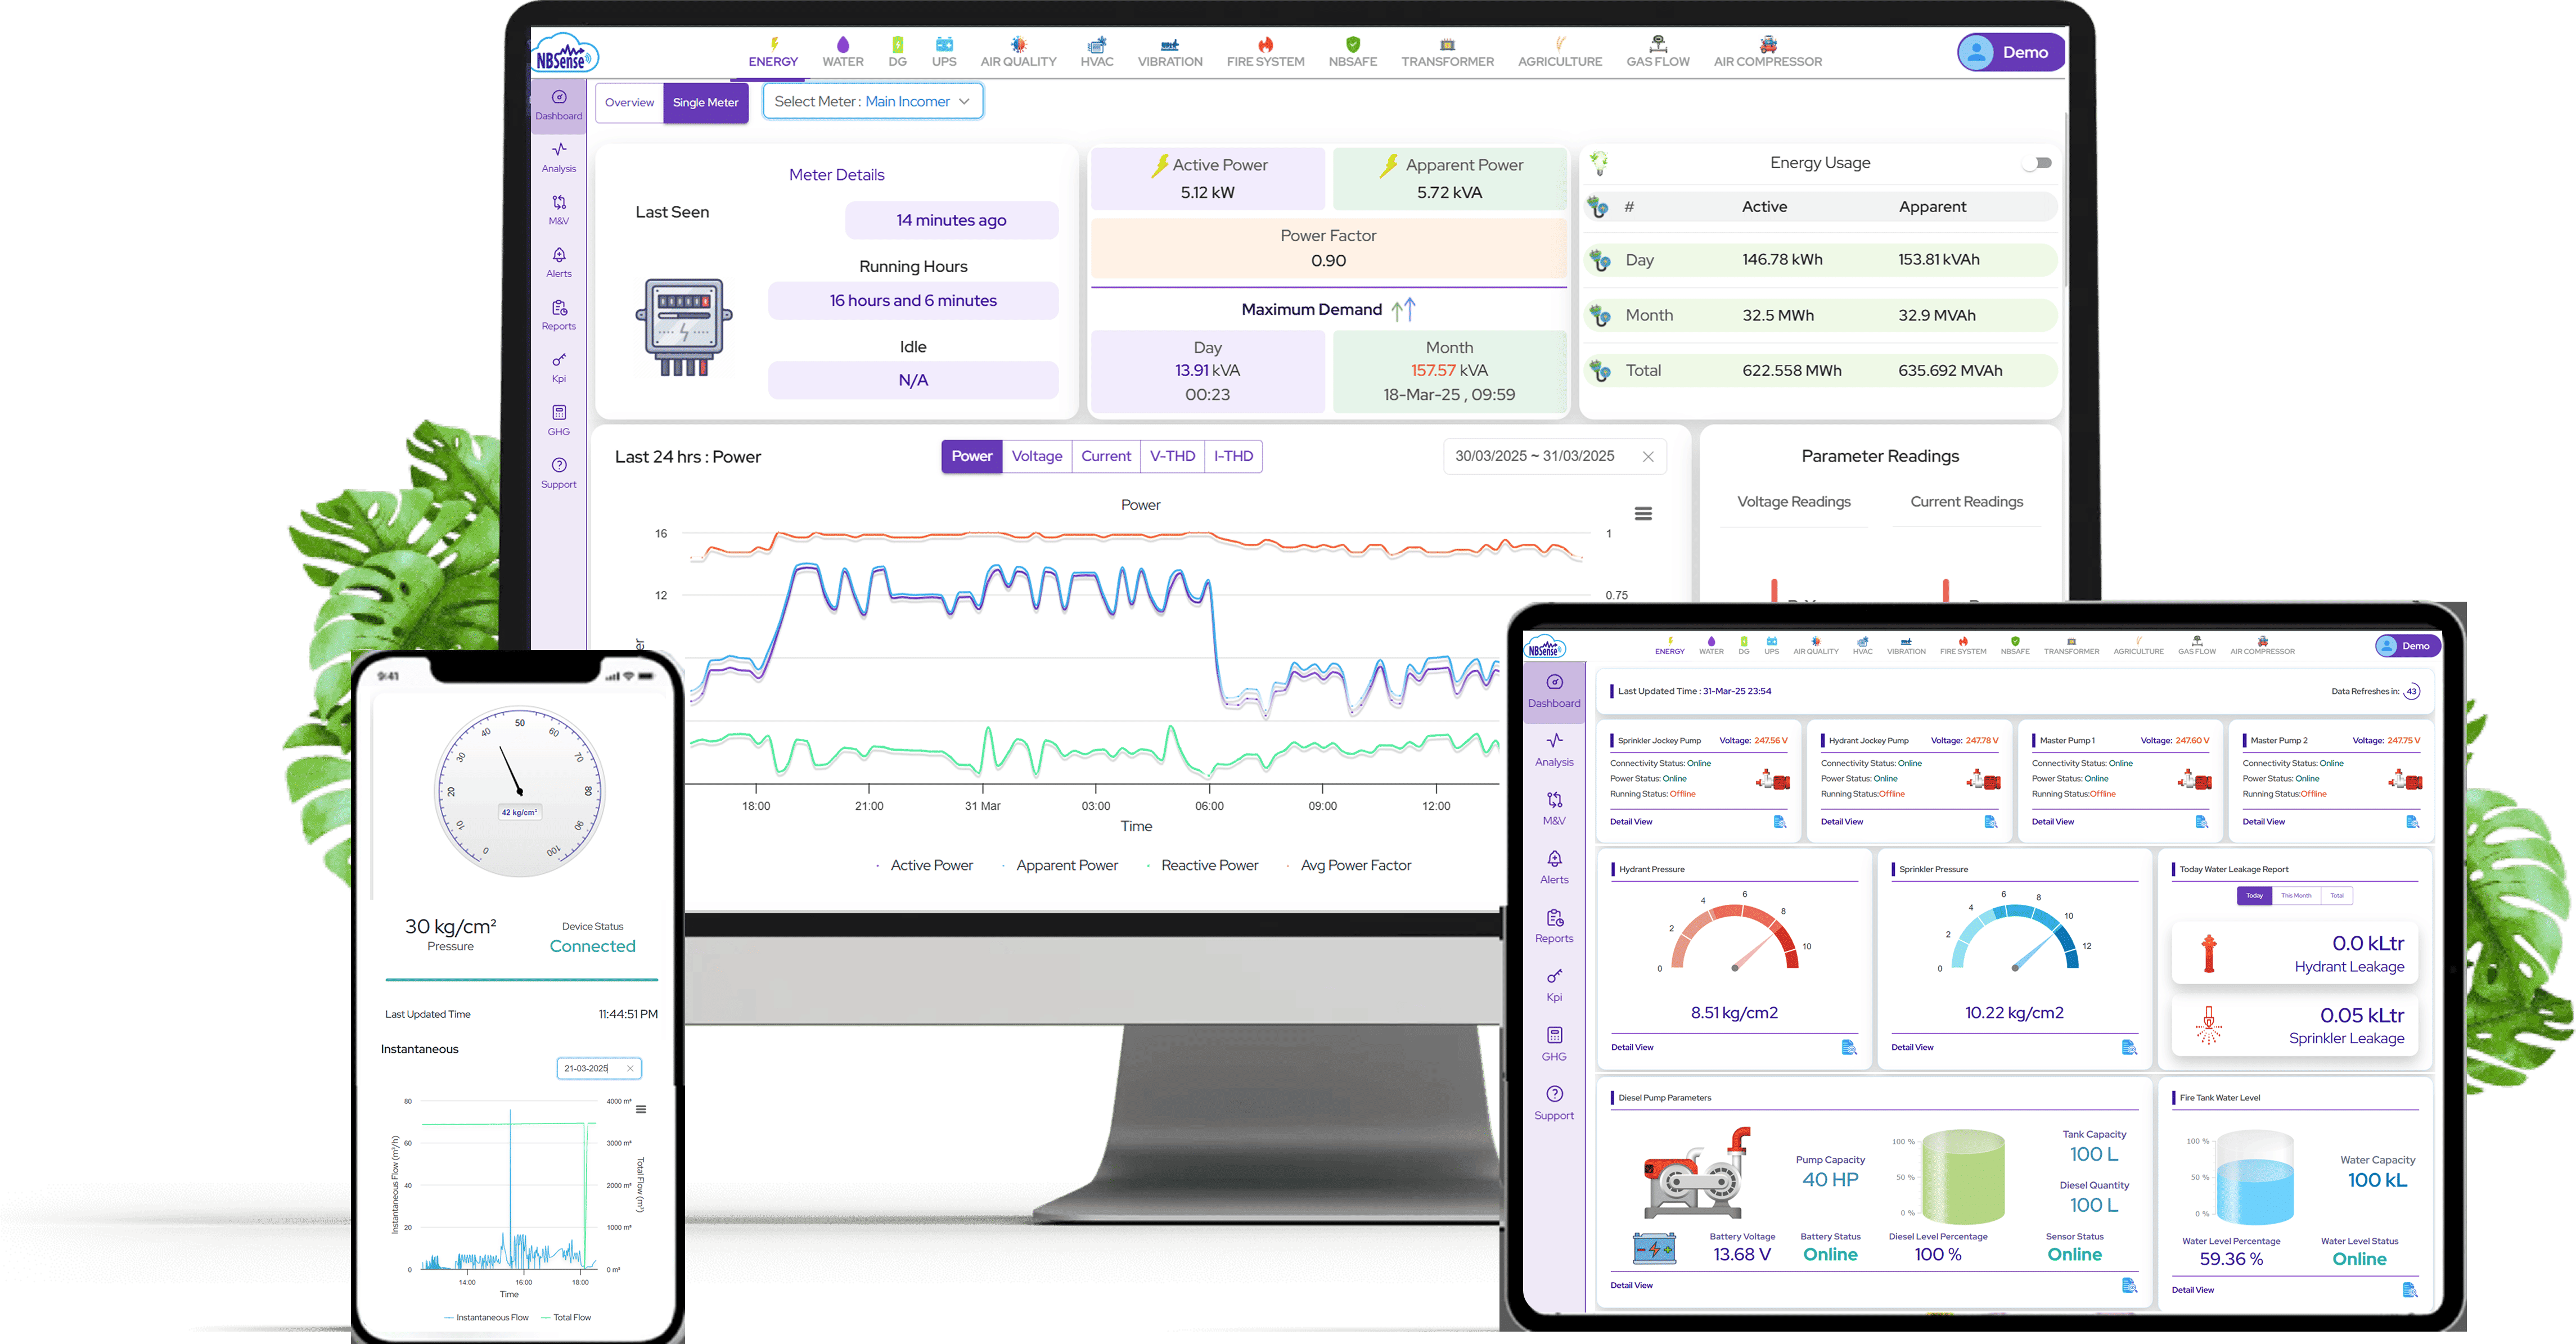 NBSense
ENERGY
WATER
DG
UPS
AIR QUALITY
HVAC
VIBRATION
FIRE SYSTEM
NBSAFE
TRANSFORMER
AGRICULTURE
GAS FLOW
AIR COMPRESSOR
Demo
Dashboard
Analysis
M&V
Alerts
Reports
Kpi
GHG
Support
Overview
Single Meter
Select Meter : Main Incomer
Meter Details
Last Seen
14 minutes ago
Running Hours
16 hours and 6 minutes
Idle
N/A
Active Power
5.12 kW
Apparent Power
5.72 kVA
Power Factor
0.90
Maximum Demand
Day
13.91 kVA
00:23
Month
157.57 kVA
18-Mar-25 , 09:59
Energy Usage
# Active Apparent
Day 146.78 kWh 153.81 kVAh
Month 32.5 MWh 32.9 MVAh
Total 622.558 MWh 635.692 MVAh
Last 24 hrs : Power
Power
Voltage
Current
V-THD
I-THD
30/03/2025 ~ 31/03/2025
Power
16
12
1
0.75
18:00
21:00
31 Mar
03:00
06:00
09:00
12:00
Time
Active Power
Apparent Power
Reactive Power
Avg Power Factor
Parameter Readings
Voltage Readings
Current Readings
9:41
0
10
20
30
40
50
60
70
80
90
100
42 kg/cm²
30 kg/cm²
Pressure
Device Status
Connected
Last Updated Time
11:44:51 PM
Instantaneous
21-03-2025
80
60
40
20
0
4000 m³
3000 m³
2000 m³
1000 m³
0 m³
Instantaneous Flow (m³/h)
Total Flow (m³)
14:00
16:00
18:00
Time
Instantaneous Flow
Total Flow
NBSense
ENERGY
WATER
DG
UPS
AIR QUALITY
HVAC
VIBRATION
FIRE SYSTEM
NBSAFE
TRANSFORMER
AGRICULTURE
GAS FLOW
AIR COMPRESSOR
Demo
Dashboard
Analysis
M&V
Alerts
Reports
Kpi
GHG
Support
Last Updated Time : 31-Mar-25 23:54
Data Refreshes in: 43
Sprinkler Jockey Pump Voltage: 247.56 V
Connectivity Status: Online
Power Status: Online
Running Status:Offline
Detail View
Hydrant Jockey Pump Voltage: 247.78 V
Connectivity Status: Online
Power Status: Online
Running Status:Offline
Detail View
Master Pump 1 Voltage: 247.60 V
Connectivity Status: Online
Power Status: Online
Running Status:Offline
Detail View
Master Pump 2 Voltage: 247.75 V
Connectivity Status: Online
Power Status: Online
Running Status:Offline
Detail View
Hydrant Pressure
0
2
4
6
8
10
8.51 kg/cm2
Detail View
Sprinkler Pressure
0
2
4
6
8
10
12
10.22 kg/cm2
Detail View
Today Water Leakage Report
Today
This Month
Total
0.0 kLtr
Hydrant Leakage
0.05 kLtr
Sprinkler Leakage
Diesel Pump Parameters
Pump Capacity
40 HP
100 %
50 %
0 %
Tank Capacity
100 L
Diesel Quantity
100 L
Battery Voltage
13.68 V
Battery Status
Online
Diesel Level Percentage
100 %
Sensor Status
Online
Detail View
Fire Tank Water Level
100 %
50 %
0 %
Water Capacity
100 kL
Water Level Percentage
59.36 %
Water Level Status
Online
Detail View